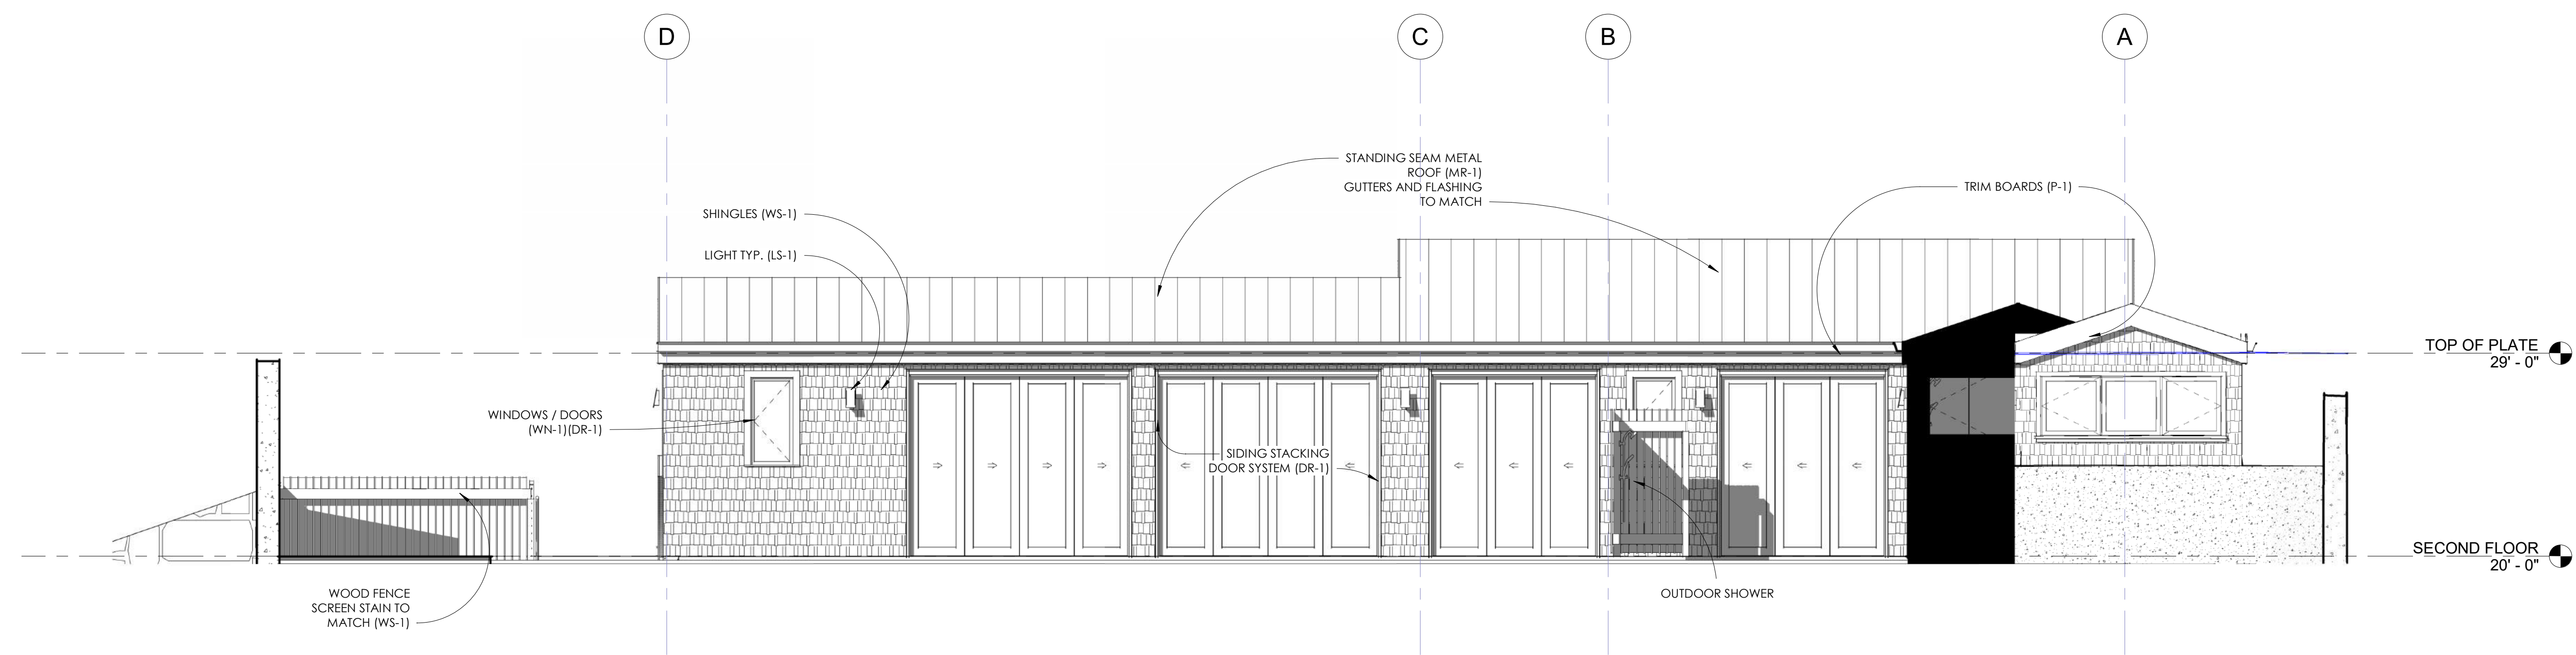 D
C
B
A
STANDING SEAM METAL
ROOF (MR-1)
GUTTERS AND FLASHING
TO MATCH
TRIM BOARDS (P-1)
SHINGLES (WS-1)
LIGHT TYP. (LS-1)
TOP OF PLATE
29' - 0"
WINDOWS / DOORS
(WN-1)(DR-1)
SIDING STACKING
DOOR SYSTEM (DR-1)
SECOND FLOOR
20' - 0"
WOOD FENCE
SCREEN STAIN TO
MATCH (WS-1)
OUTDOOR SHOWER